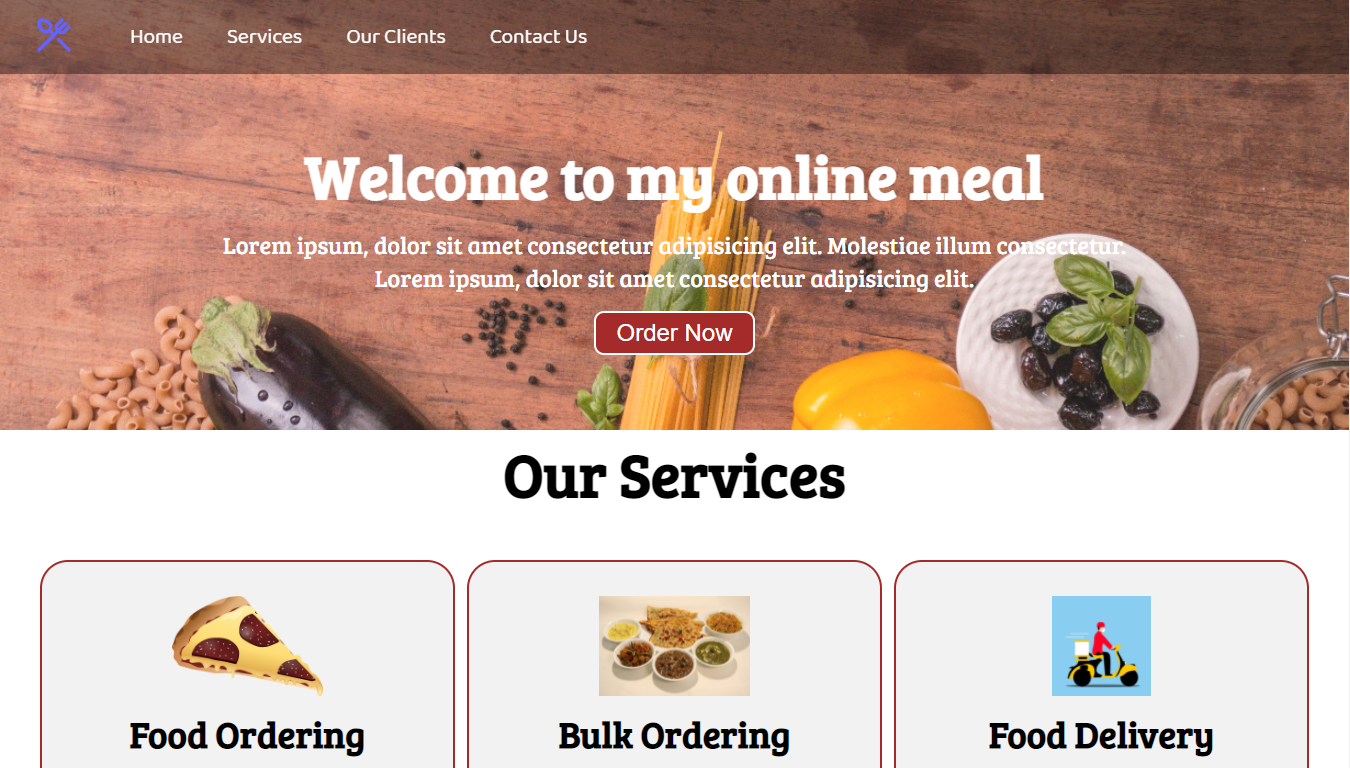 Home Services Our Clients Contact Us
Welcome to my online meal
Lorem ipsum, dolor sit amet consectetur adipisicing elit. Molestiae illum consectetur.
Lorem ipsum, dolor sit amet consectetur adipisicing elit.
Order Now
Our Services
Food Ordering Bulk Ordering Food Delivery